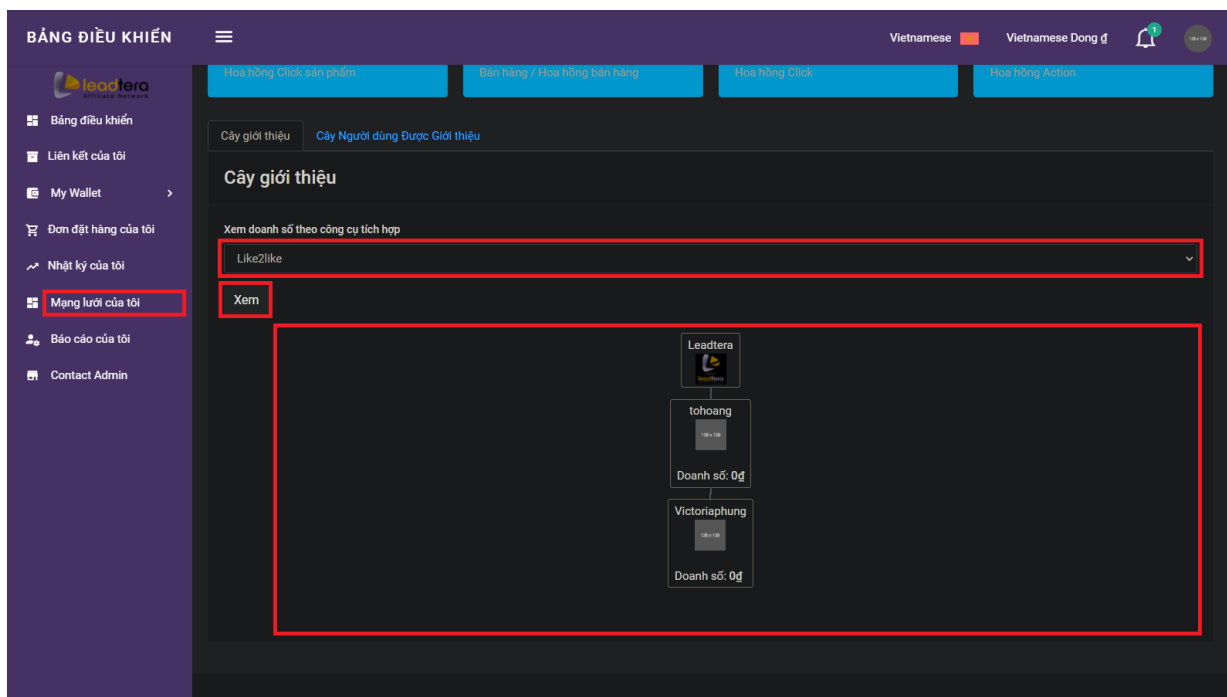 BẢNG ĐIỀU KHIỂN
Vietnamese
Vietnamese Dong ₫
1
leadtera
Affiliate Network
Bảng điều khiển
Liên kết của tôi
My Wallet
Đơn đặt hàng của tôi
Nhật ký của tôi
Mạng lưới của tôi
Báo cáo của tôi
Contact Admin
Hoa hồng Click sản phẩm
Bán hàng / Hoa hồng bán hàng
Hoa hồng Click
Hoa hồng Action
Cây giới thiệu
Cây Người dùng Được Giới thiệu
Cây giới thiệu
Xem doanh số theo công cụ tích hợp
Like2like
Xem
Leadtera
leadtera
tohoang
Doanh số: 0₫
Victoriaphung
Doanh số: 0₫